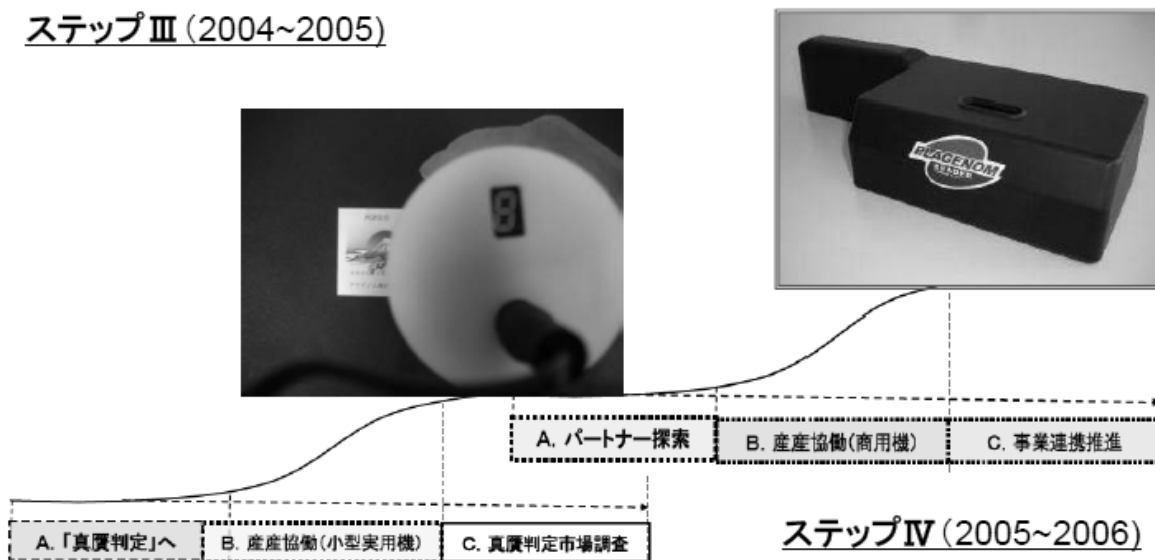 ステップⅢ(2004~2005)
PLAGENOM
READER
8
A. パートナー探索
B. 産産協働(商用機)
C. 事業連携推進
A. 「真贋判定」へ
B. 産産協働(小型実用機)
C. 真贋判定市場調査
ステップⅣ(2005~2006)